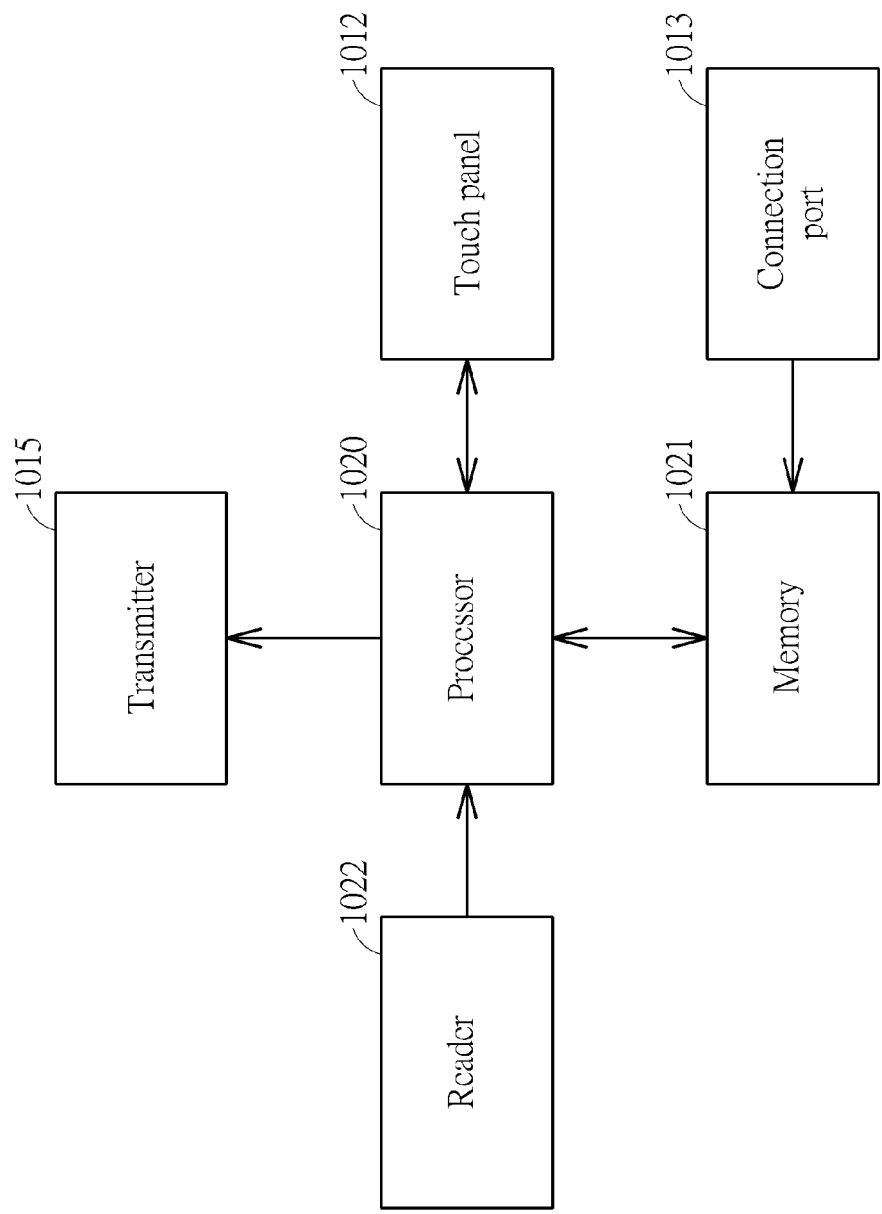 1015
Transmitter
1022
Reader
1020
Processor
1012
Touch panel
1021
Memory
1013
Connection
port